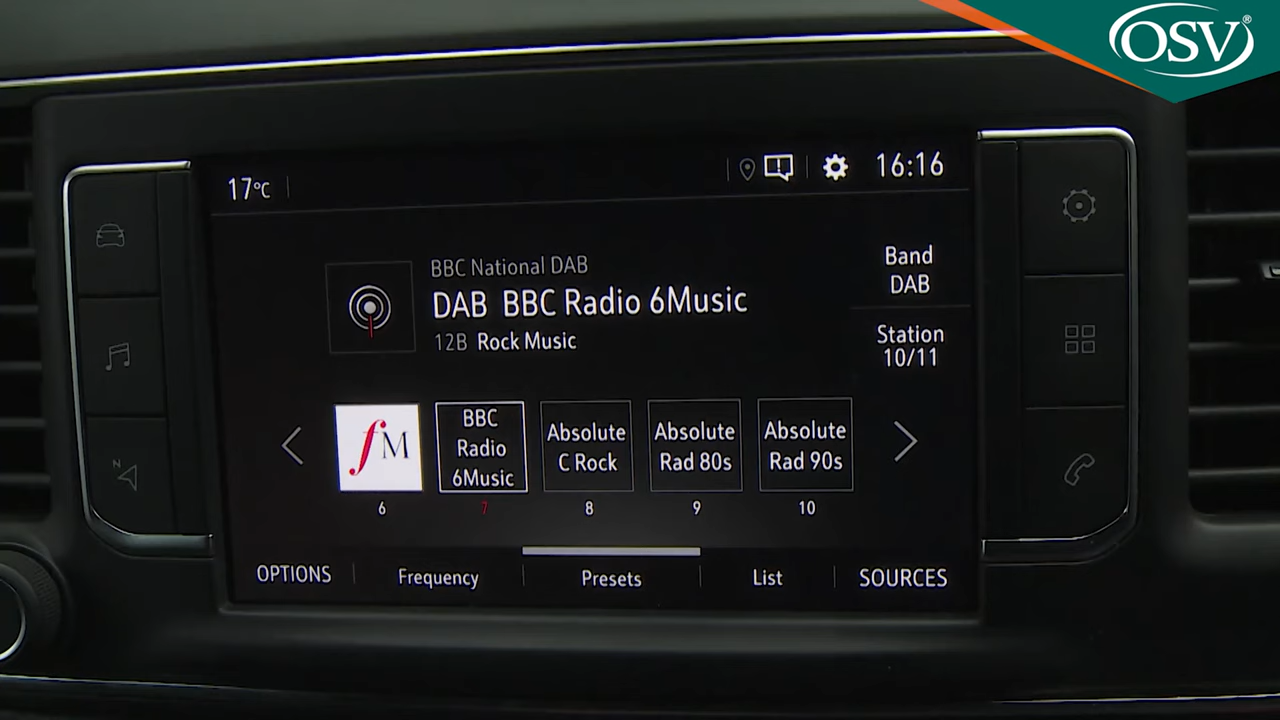 OSV®
17°C
16:16
BBC National DAB
DAB BBC Radio 6Music
12B Rock Music
Band
DAB
Station
10/11
fM
BBC
Radio
6Music
Absolute
C Rock
Absolute
Rad 80s
Absolute
Rad 90s
6
7
8
9
10
N
OPTIONS
Frequency
Presets
List
SOURCES